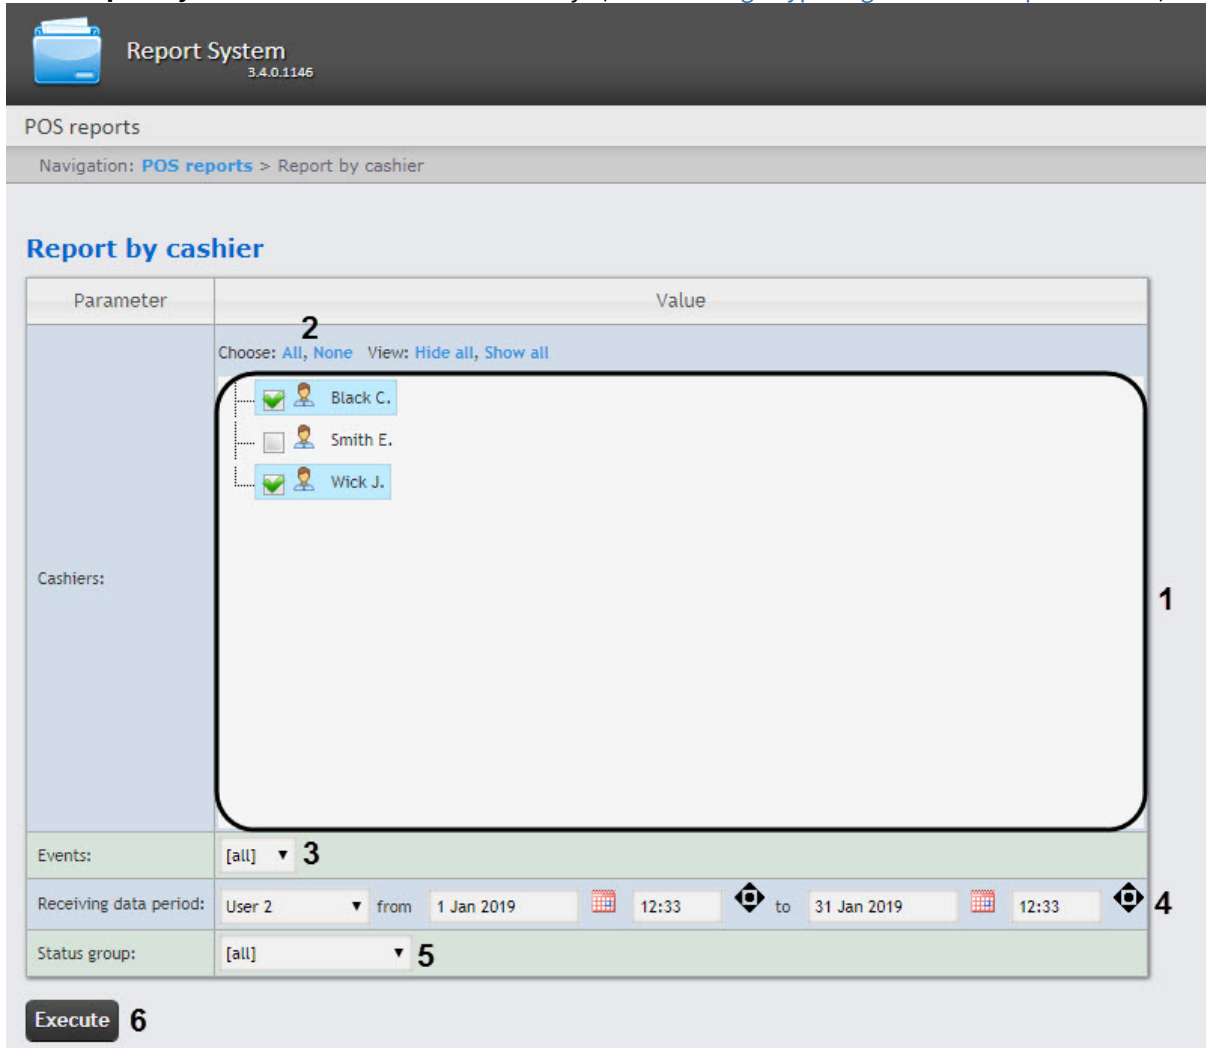 Report System
3.4.0.1146
POS reports
Navigation: POS reports > Report by cashier
Report by cashier
Parameter Value
2
Choose: All, None View: Hide all, Show all
Black C.
Smith E.
Wick J.
Cashiers:
1
Events: [all] 3
Receiving data period: User 2 from 1 Jan 2019 12:33 to 31 Jan 2019 12:33 4
Status group: [all] 5
Execute 6